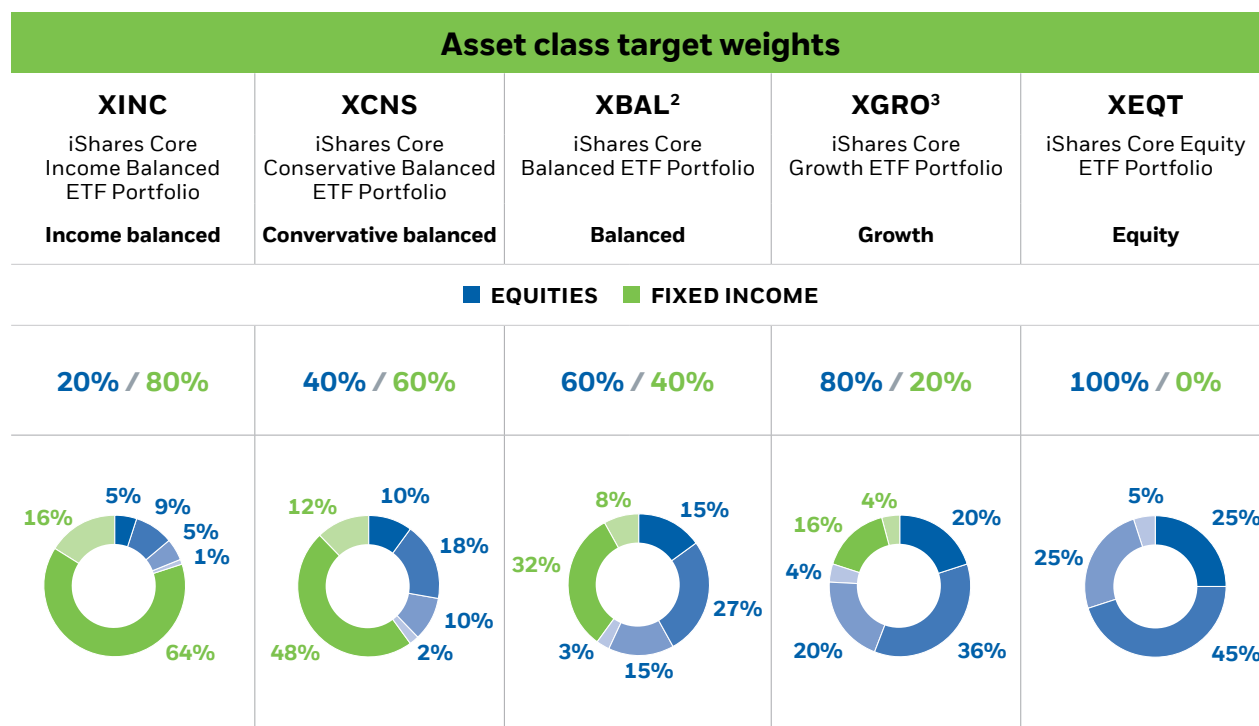 Asset class target weights
XINC
iShares Core
Income Balanced
ETF Portfolio
Income balanced
XCNS
iShares Core
Conservative Balanced
ETF Portfolio
Convervative balanced
XBAL²
iShares Core
Balanced ETF Portfolio
Balanced
XGRO³
iShares Core
Growth ETF Portfolio
Growth
XEQT
iShares Core Equity
ETF Portfolio
Equity
EQUITIES FIXED INCOME
20% / 80%
40% / 60%
60% / 40%
80% / 20%
100% / 0%
5%
9%
5%
1%
64%
16%
10%
18%
10%
2%
48%
12%
15%
27%
15%
3%
32%
8%
20%
36%
20%
4%
16%
4%
25%
45%
25%
5%